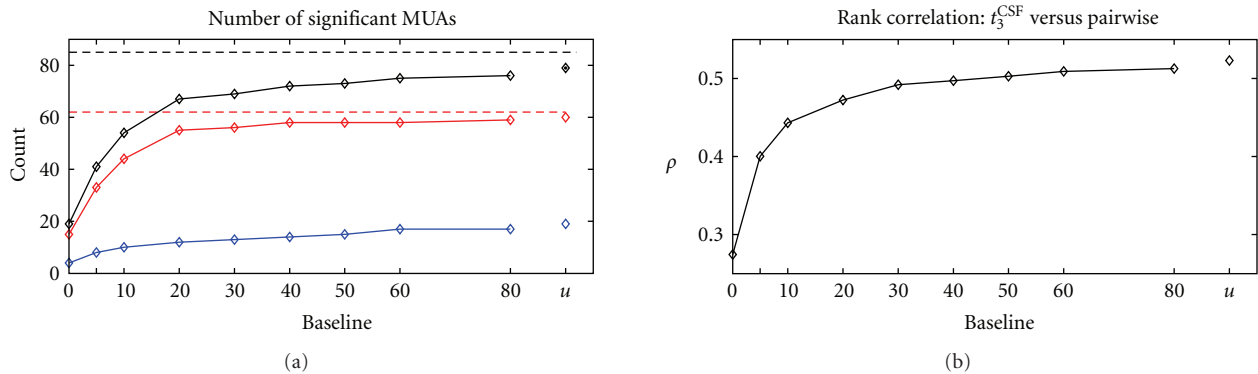 Number of significant MUAs
Count
80
60
40
20
0
0 10 20 30 40 50 60 80 u
Baseline
(a)
Rank correlation: t₃^CSF versus pairwise
ρ
0.5
0.4
0.3
0 10 20 30 40 50 60 80 u
Baseline
(b)